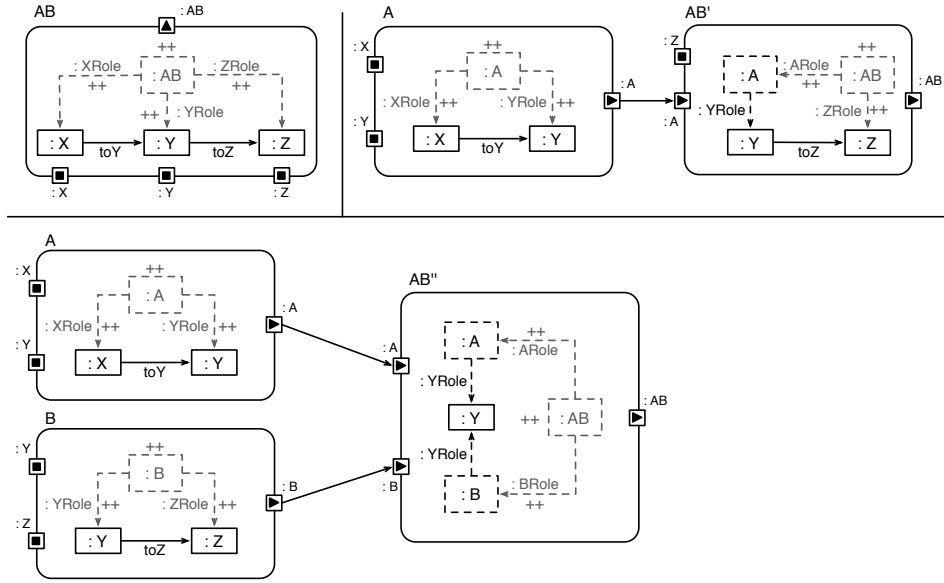 AB
: AB
++
: AB
: XRole
++
: ZRole
++
++
: YRole
: X
toY
: Y
toZ
: Z
: X
: Y
: Z
A
: X
: Y
++
: A
: XRole
++
: YRole
++
: X
toY
: Y
: A
AB'
: Z
: A
++
: A
: ARole
++
: AB
: YRole
: ZRole
++
: Y
toZ
: Z
: AB
A
: X
: Y
++
: A
: XRole
++
: YRole
++
: X
toY
: Y
: A
B
: Y
: Z
++
: B
: YRole
++
: ZRole
++
: Y
toZ
: Z
: B
AB''
: A
: B
: A
++
: ARole
: YRole
: Y
++
: AB
: YRole
: B
: BRole
++
: AB